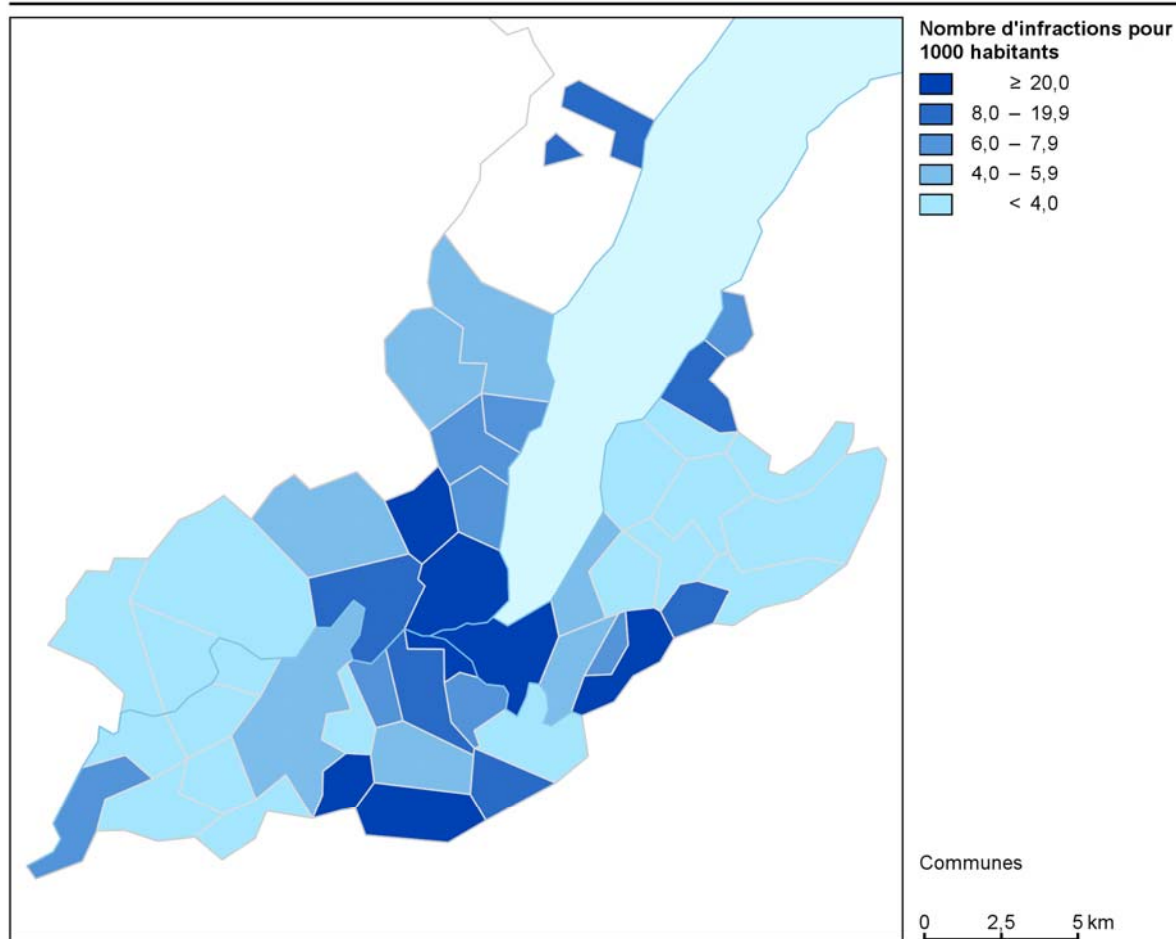 Nombre d'infractions pour
1000 habitants
≥ 20,0
8,0 – 19,9
6,0 – 7,9
4,0 – 5,9
< 4,0
Communes
0 2,5 5 km